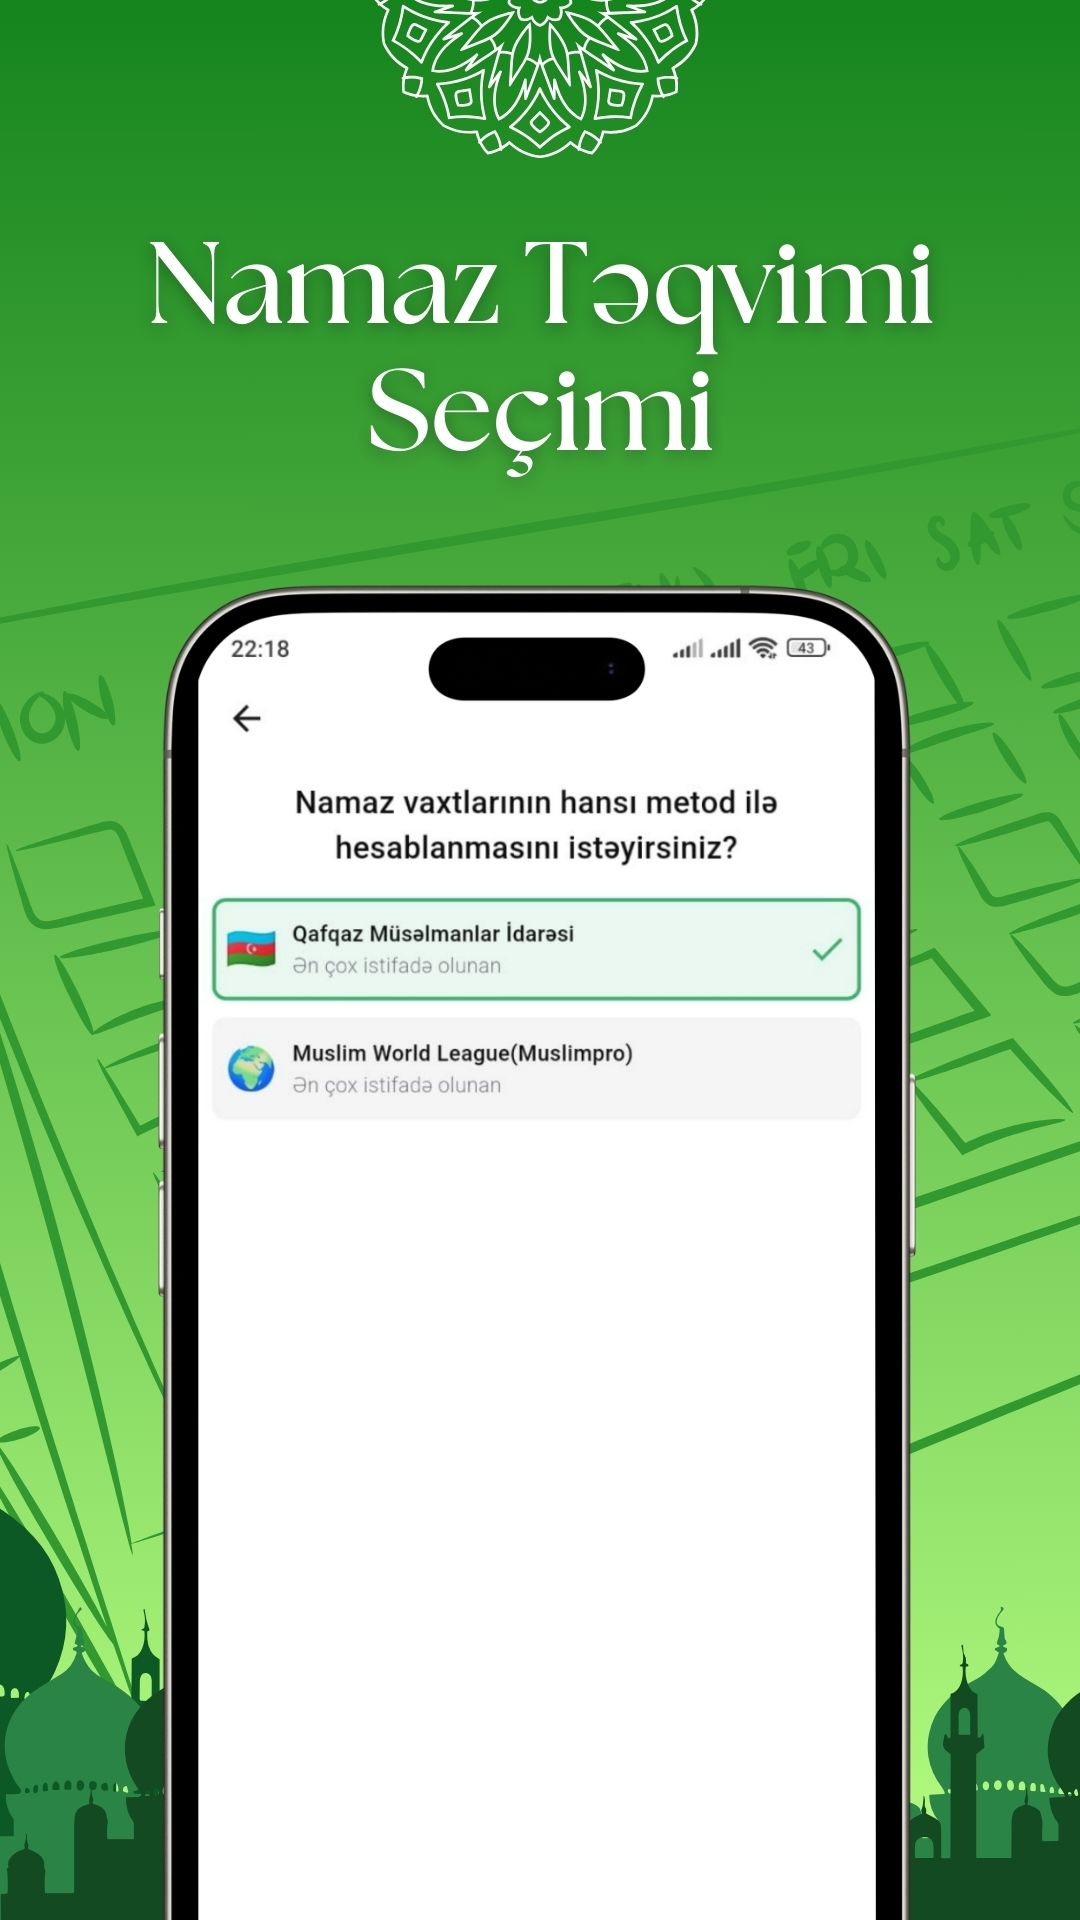 Namaz Təqvimi
Seçimi
FRI SAT
MON
22:18
43
Namaz vaxtlarının hansı metod ilə
hesablanmasını istəyirsiniz?
Qafqaz Müsəlmanlar İdarəsi
Ən çox istifadə olunan
Muslim World League(Muslimpro)
Ən çox istifadə olunan